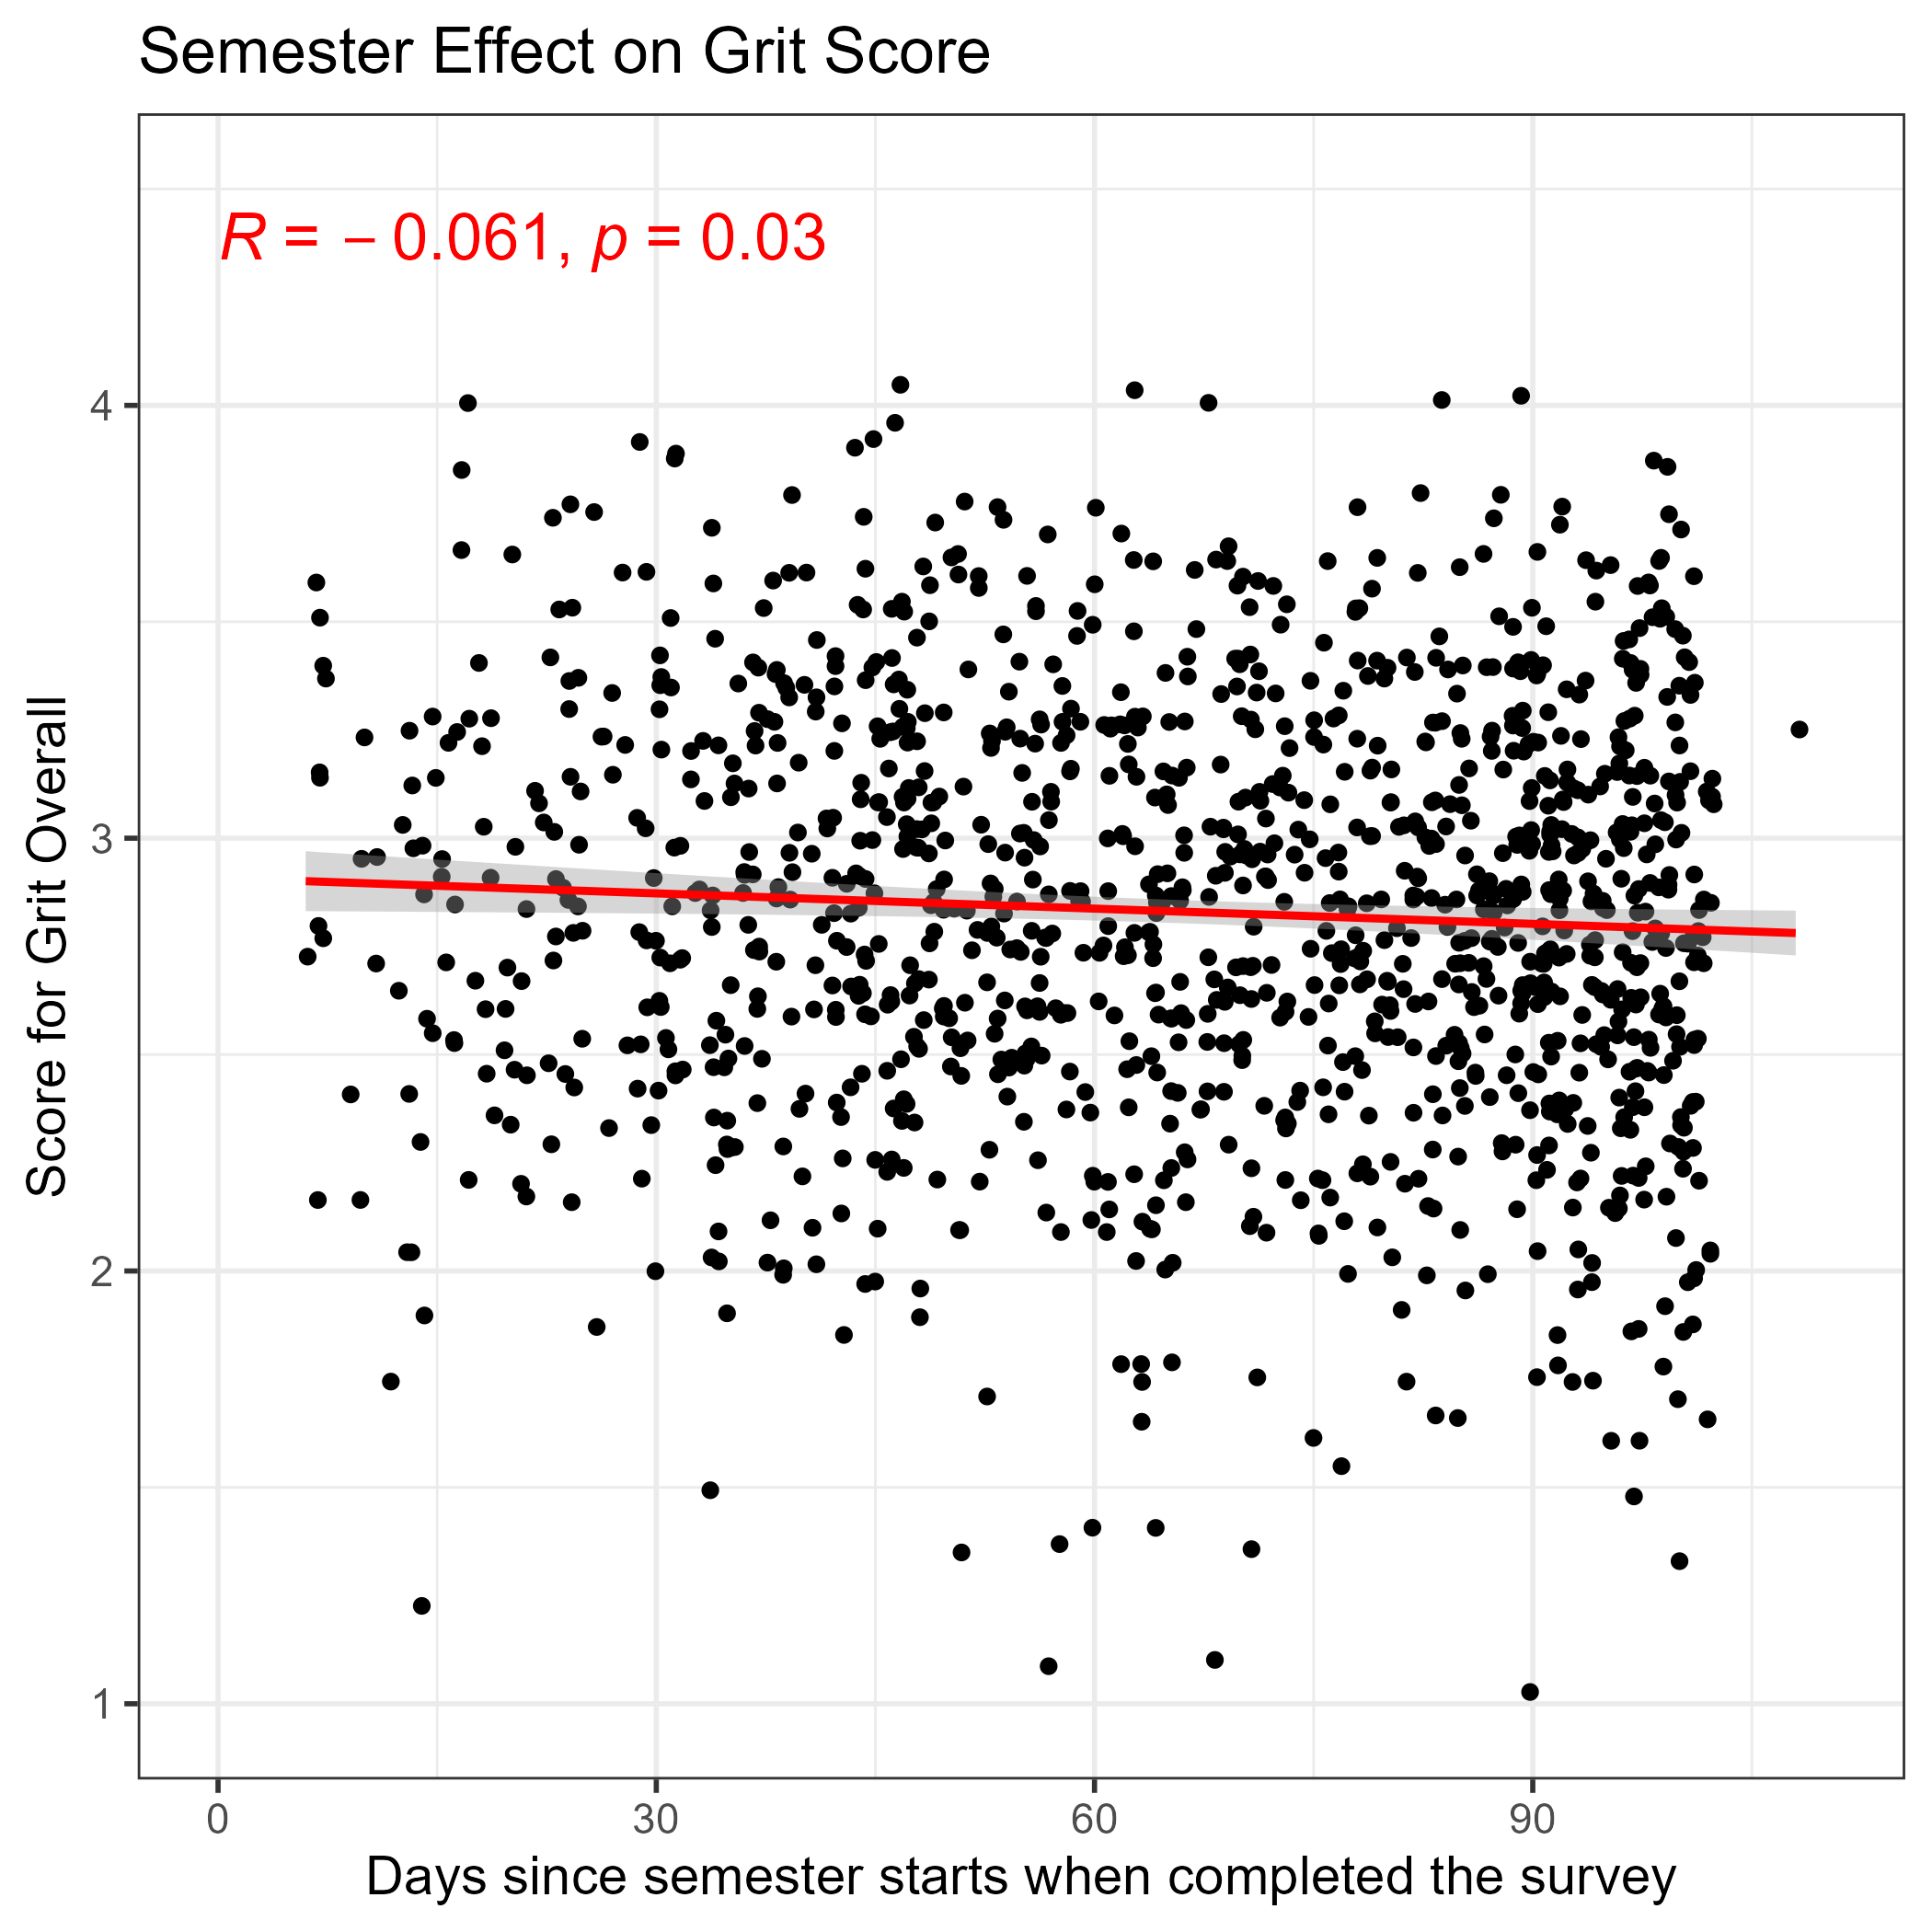 Semester Effect on Grit Score
R = − 0.061, p = 0.03
Score for Grit Overall
4
3
2
1
0 30 60 90
Days since semester starts when completed the survey